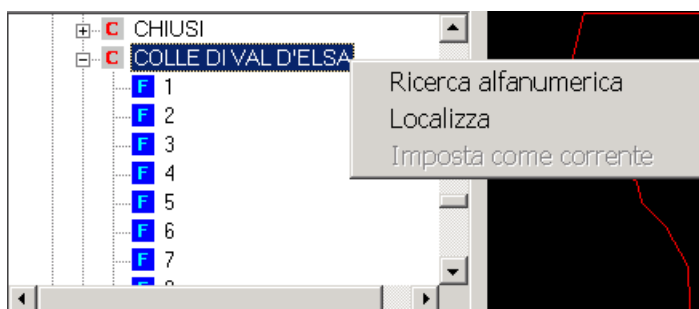 C CHIUSI
C COLLE DI VAL D'ELSA
F 1
F 2
F 3
F 4
F 5
F 6
F 7
F
Ricerca alfanumerica
Localizza
Imposta come corrente